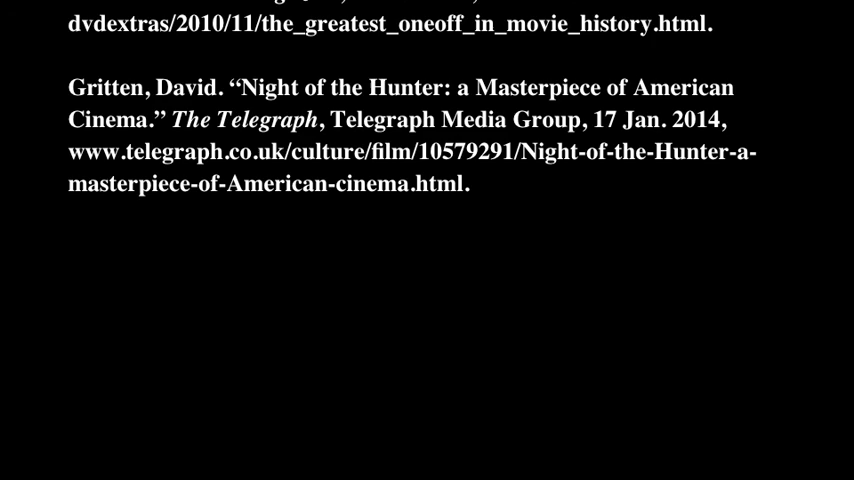 dvdextras/2010/11/the_greatest_oneoff_in_movie_history.html.
Gritten, David. “Night of the Hunter: a Masterpiece of American
Cinema.” The Telegraph, Telegraph Media Group, 17 Jan. 2014,
www.telegraph.co.uk/culture/film/10579291/Night-of-the-Hunter-a-
masterpiece-of-American-cinema.html.